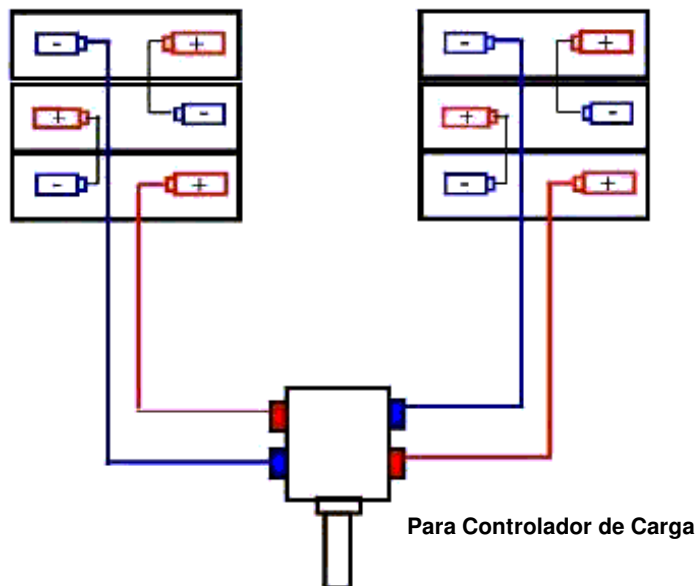 - + - +
+ - + -
- + - +
Para Controlador de Carga